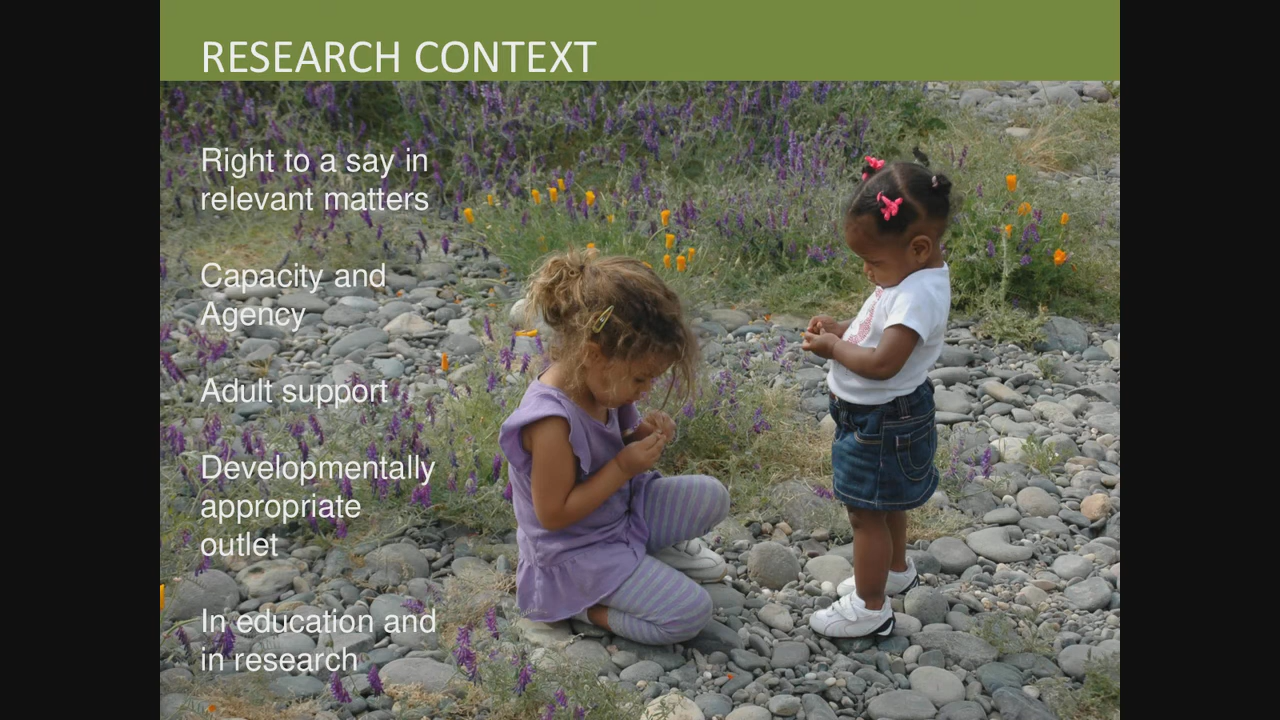 RESEARCH CONTEXT
Right to a say in
relevant matters
Capacity and
Agency
Adult support
Developmentally
appropriate
outlet
In education and
in research